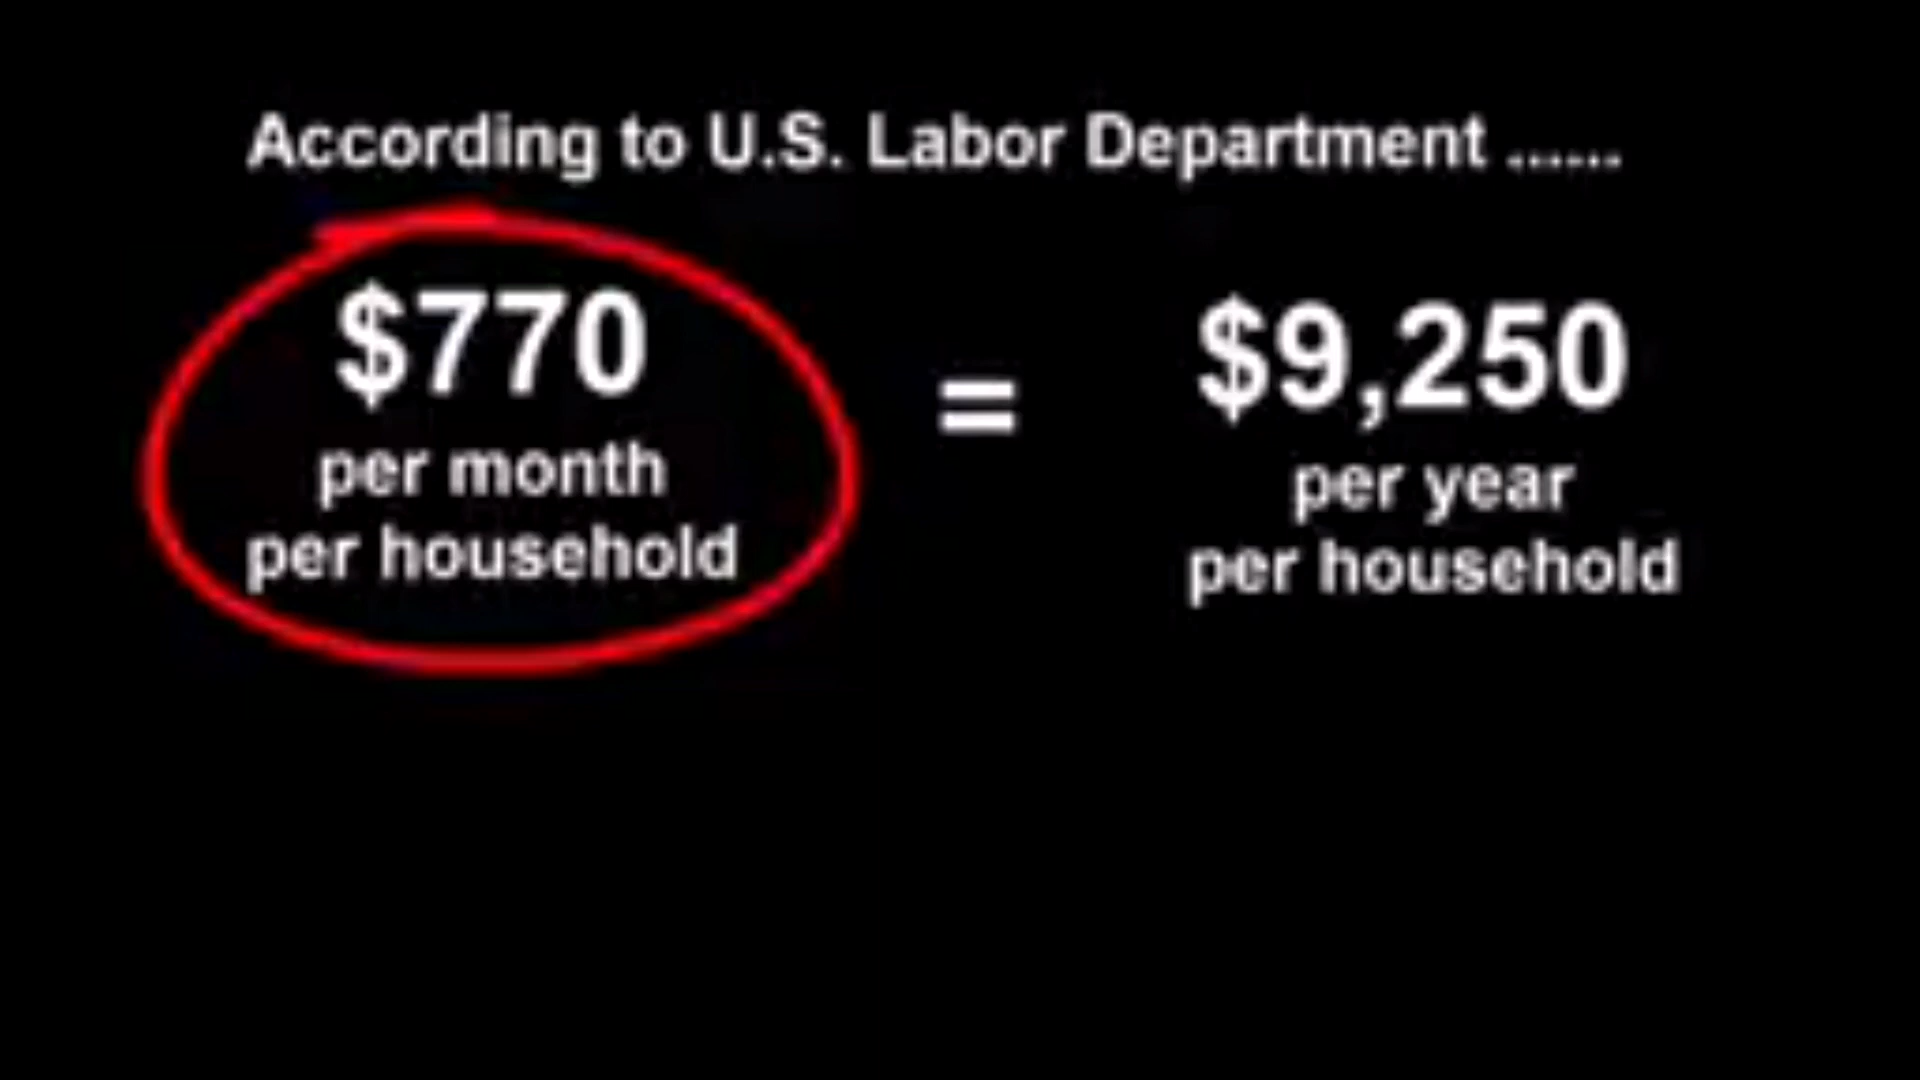 According to U.S. Labor Department ......
$770
per month
per household
=
$9,250
per year
per household